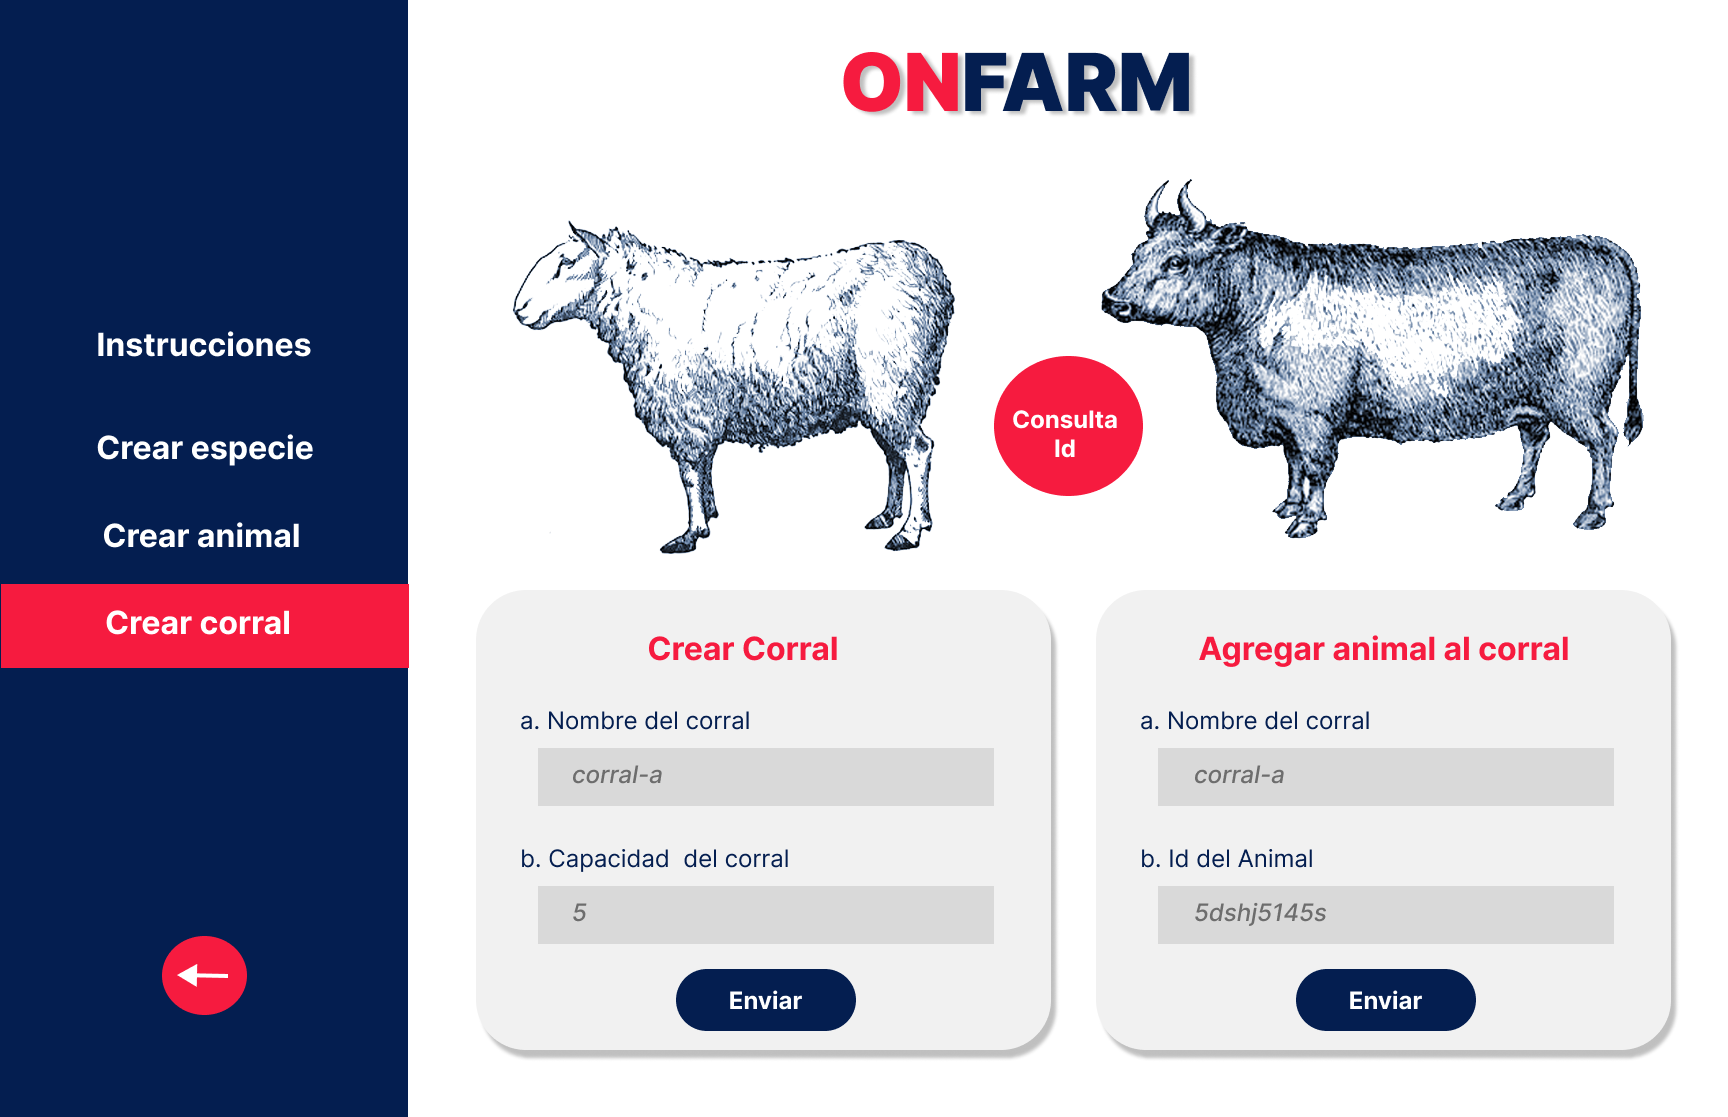 ONFARM
Instrucciones
Crear especie
Crear animal
Crear corral
Consulta
Id
Crear Corral
a. Nombre del corral
corral-a
b. Capacidad  del corral
5
Enviar
Agregar animal al corral
a. Nombre del corral
corral-a
b. Id del Animal
5dshj5145s
Enviar